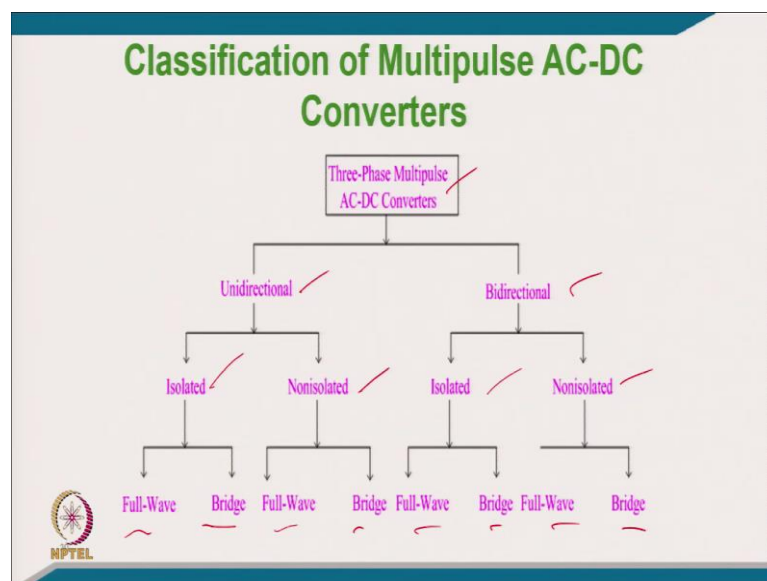 Classification of Multipulse AC-DC
Converters
Three-Phase Multipulse
AC-DC Converters
Unidirectional
Bidirectional
Isolated
Nonisolated
Isolated
Nonisolated
Full-Wave
Bridge
Full-Wave
Bridge
Full-Wave
Bridge
Full-Wave
Bridge
NPTEL